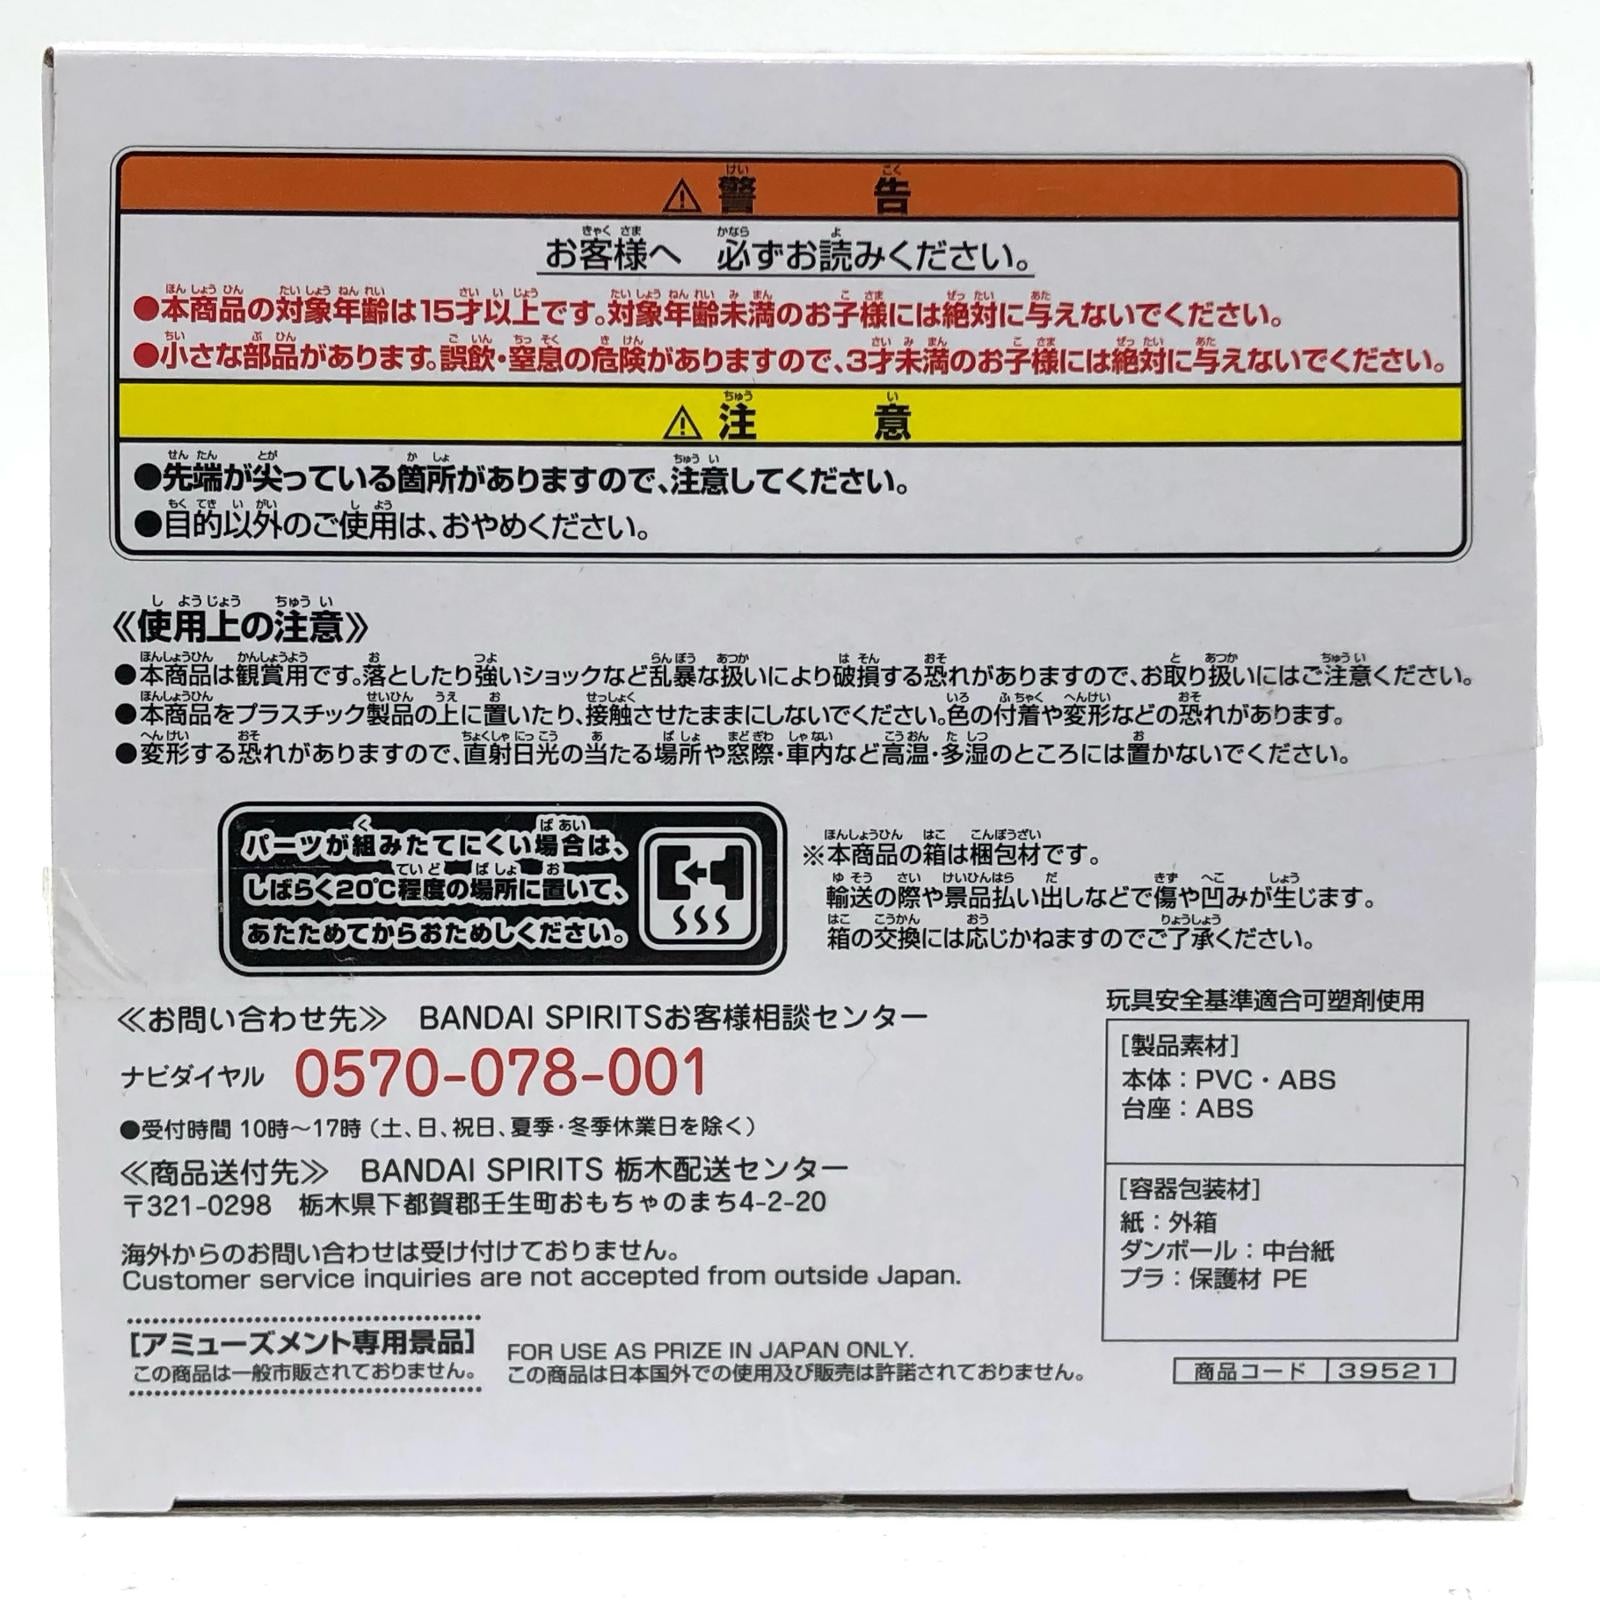 ⚠警告
お客様へ 必ずお読みください。
●本商品の対象年齢は15才以上です。対象年齢未満のお子様には絶対に与えないでください。
●小さな部品があります。誤飲・窒息の危険がありますので、3才未満のお子様には絶対に与えないでください。
⚠注意
●先端が尖っている箇所がありますので、注意してください。
●目的以外のご使用は、おやめください。
《使用上の注意》
●本商品は観賞用です。落としたり強いショックなど乱暴な扱いにより破損する恐れがありますので、お取り扱いにはご注意ください。
●本商品をプラスチック製品の上に置いたり、接触させたままにしないでください。色の付着や変形などの恐れがあります。
●変形する恐れがありますので、直射日光の当たる場所や窓際・車内など高温・多湿のところには置かないでください。
パーツが組みたてにくい場合は、
しばらく20℃程度の場所に置いて、
あたためてからおためしください。
※本商品の箱は梱包材です。
輸送の際や景品払い出しなどで傷や凹みが生じます。
箱の交換には応じかねますのでご了承ください。
≪お問い合わせ先≫ BANDAI SPIRITSお客様相談センター
ナビダイヤル 0570-078-001
●受付時間 10時～17時（土、日、祝日、夏季・冬季休業日を除く）
≪商品送付先≫ BANDAI SPIRITS 栃木配送センター
〒321-0298 栃木県下都賀郡壬生町おもちゃのまち4-2-20
海外からのお問い合わせは受け付けておりません。
Customer service inquiries are not accepted from outside Japan.
[アミューズメント専用景品]
この商品は一般市販されておりません。
FOR USE AS PRIZE IN JAPAN ONLY.
この商品は日本国外での使用及び販売は許諾されておりません。
玩具安全基準適合可塑剤使用
[製品素材]
本体：PVC・ABS
台座：ABS
[容器包装材]
紙：外箱
ダンボール：中台紙
プラ：保護材 PE
商品コード 39521